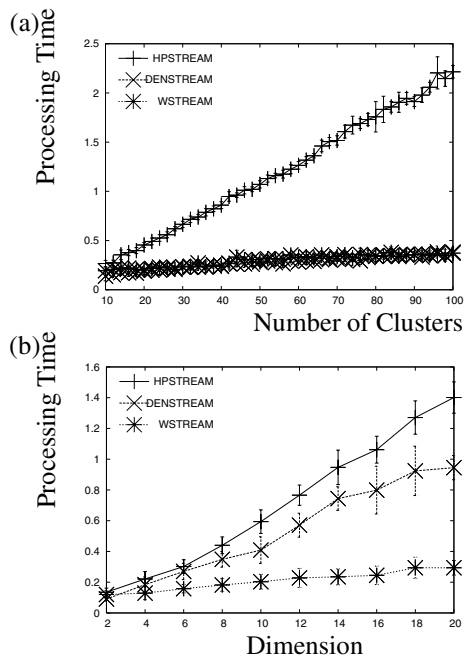 (a)
Processing Time
2.5
2
1.5
1
0.5
0
HPSTREAM
DENSTREAM
WSTREAM
10 20 30 40 50 60 70 80 90 100
Number of Clusters
(b)
Processing Time
1.6
1.4
1.2
1
0.8
0.6
0.4
0.2
0
HPSTREAM
DENSTREAM
WSTREAM
2 4 6 8 10 12 14 16 18 20
Dimension